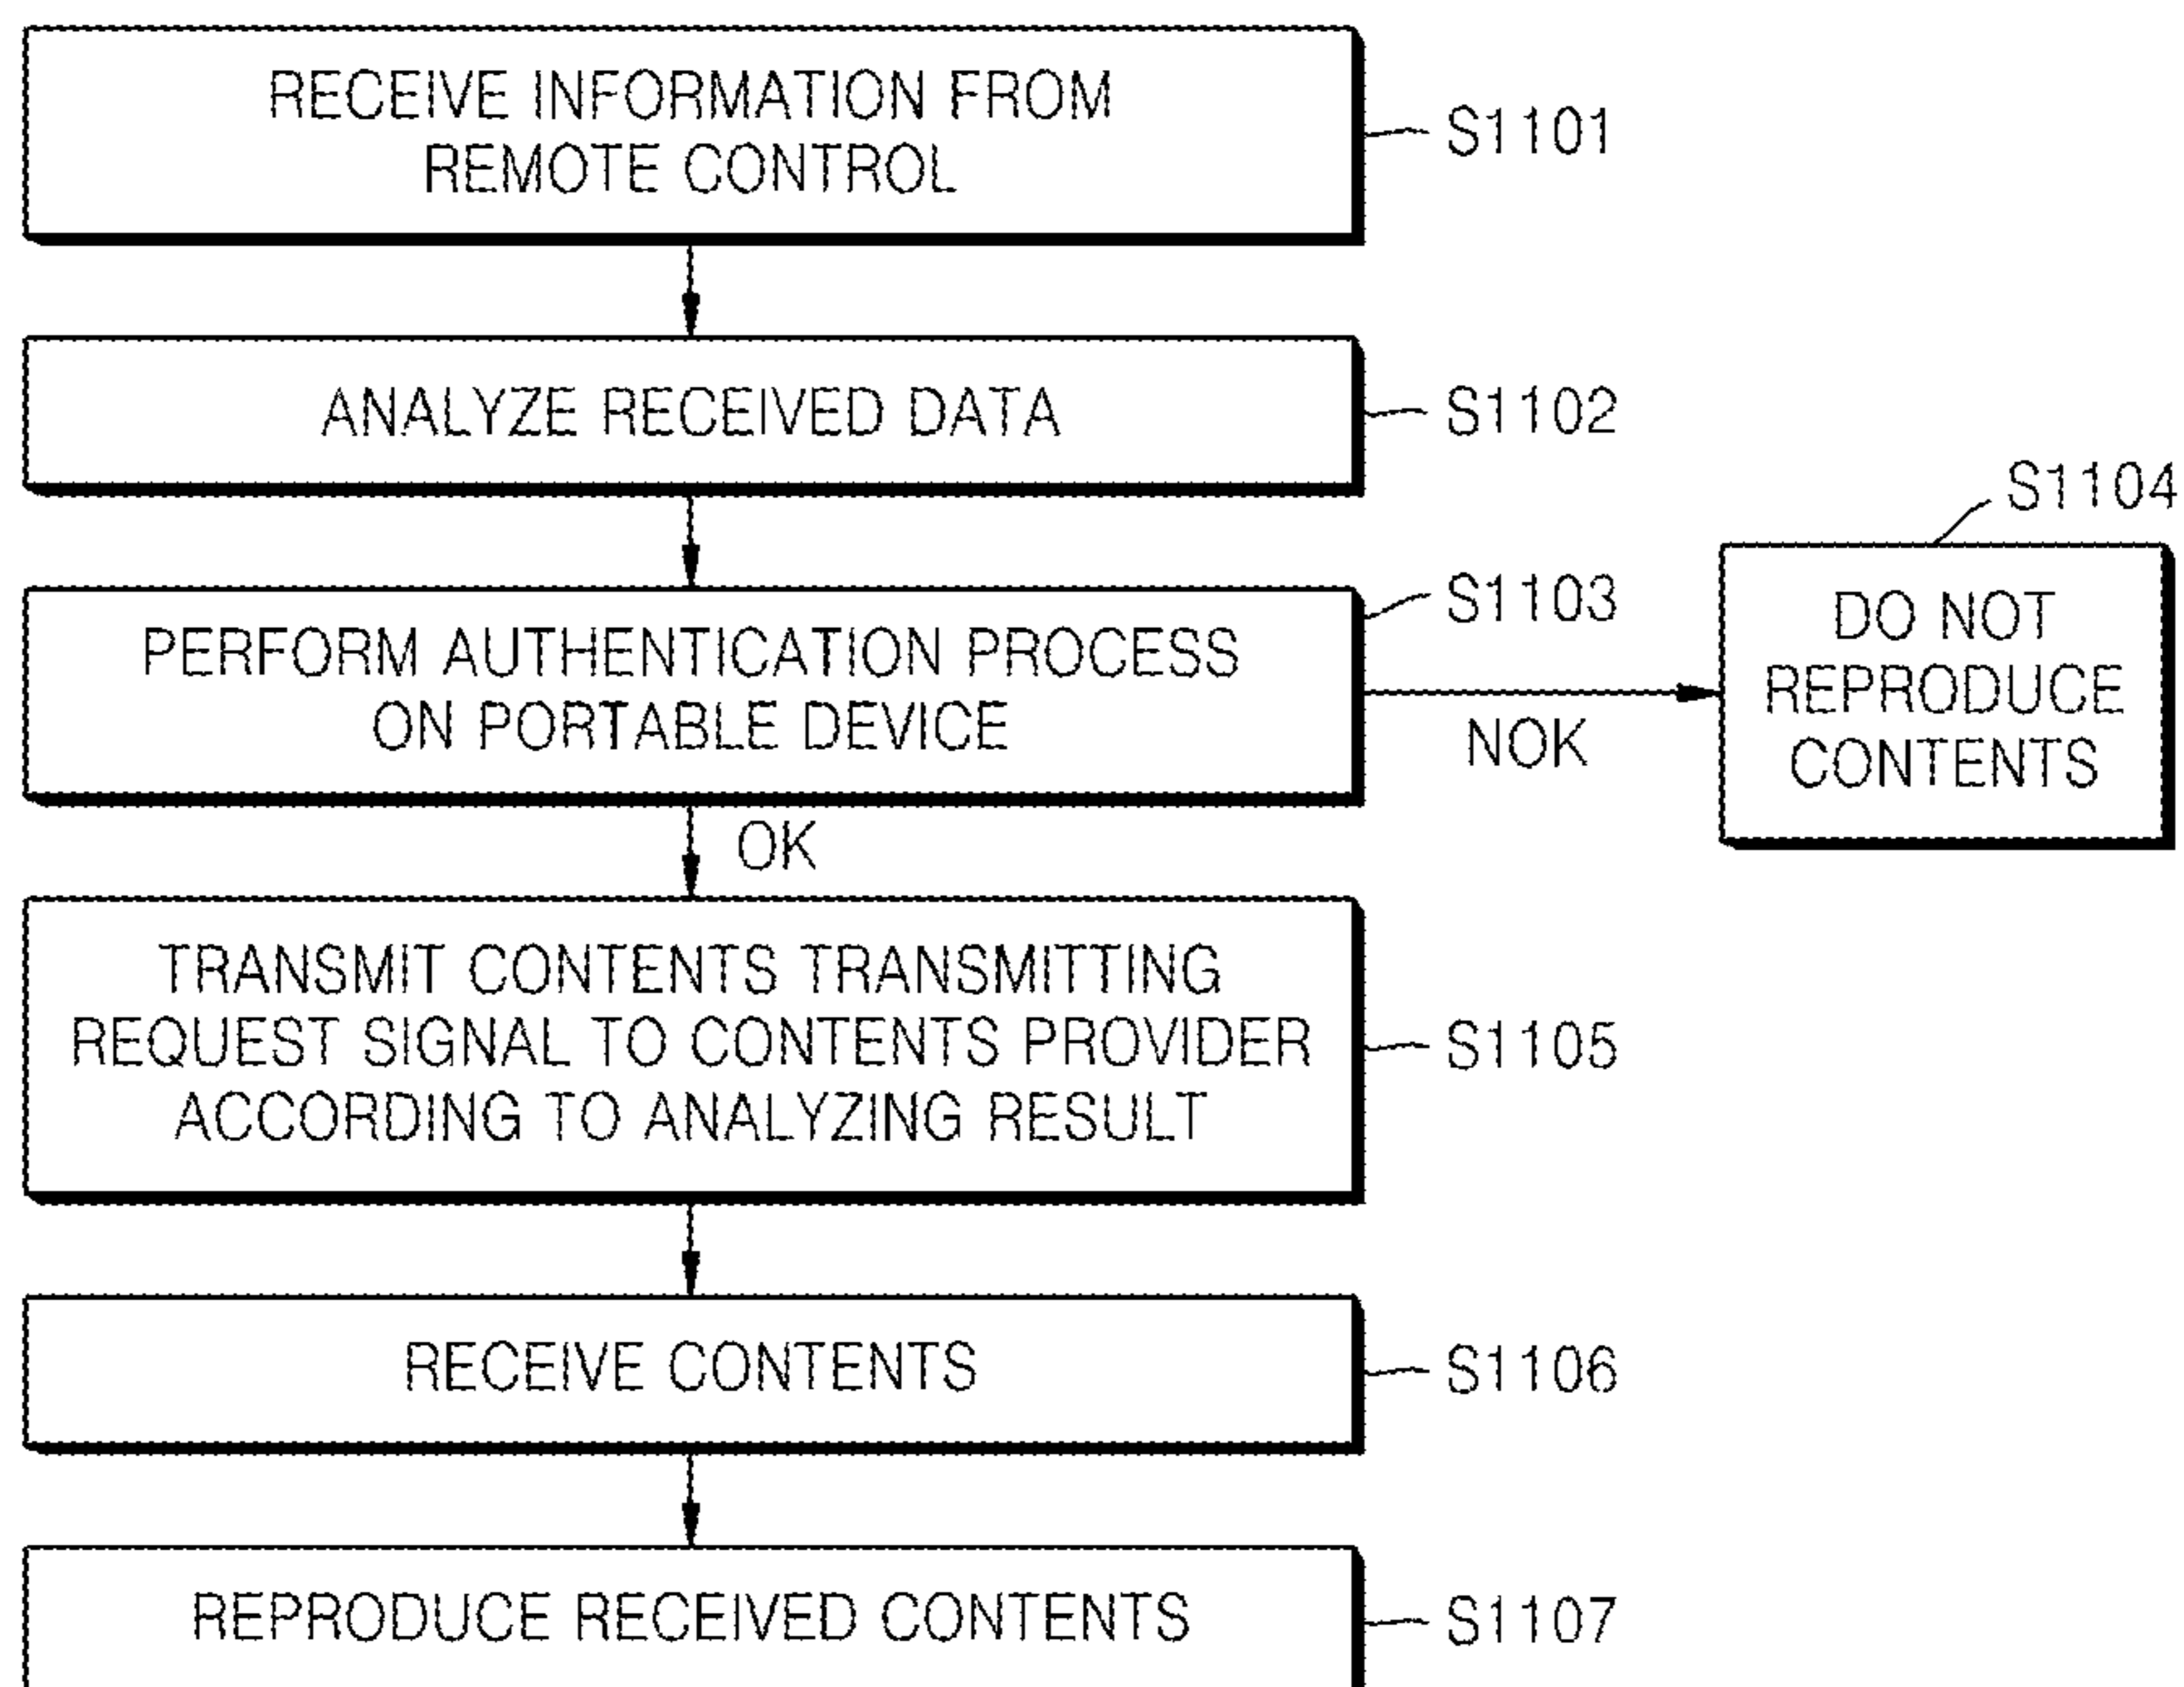 RECEIVE INFORMATION FROM
REMOTE CONTROL
S1101
ANALYZE RECEIVED DATA
S1102
PERFORM AUTHENTICATION PROCESS
ON PORTABLE DEVICE
S1103
NOK
S1104
DO NOT
REPRODUCE
CONTENTS
OK
TRANSMIT CONTENTS TRANSMITTING
REQUEST SIGNAL TO CONTENTS PROVIDER
ACCORDING TO ANALYZING RESULT
S1105
RECEIVE CONTENTS
S1106
REPRODUCE RECEIVED CONTENTS
S1107